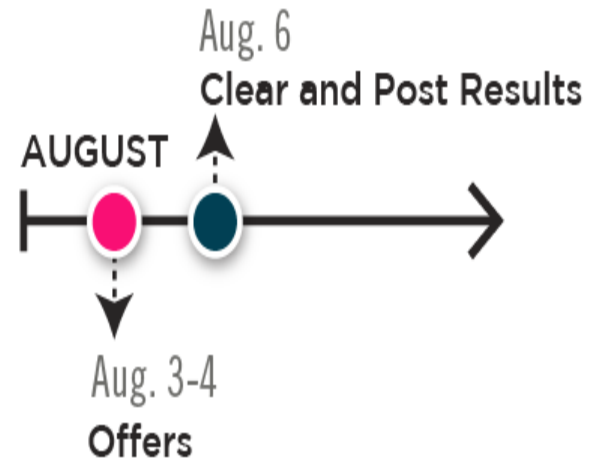 Aug. 6
Clear and Post Results
AUGUST
Aug. 3-4
Offers